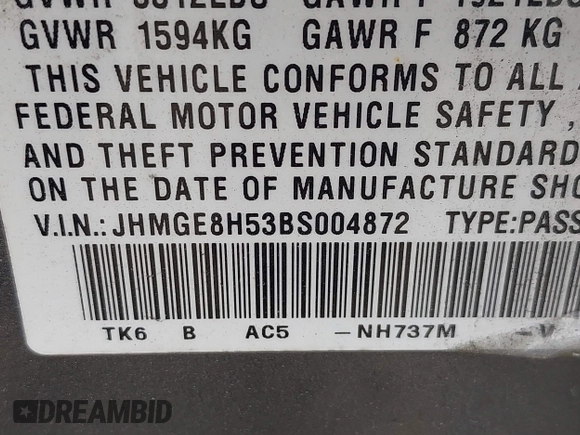 GVWR 1594KG GAWR F 872 KG
THIS VEHICLE CONFORMS TO ALL
FEDERAL MOTOR VEHICLE SAFETY,
AND THEFT PREVENTION STANDARD
ON THE DATE OF MANUFACTURE SHO
V.I.N.: JHMGE8H53BS004872 TYPE:PASS
TK6 B AC5 -NH737M -V
DREAMBID